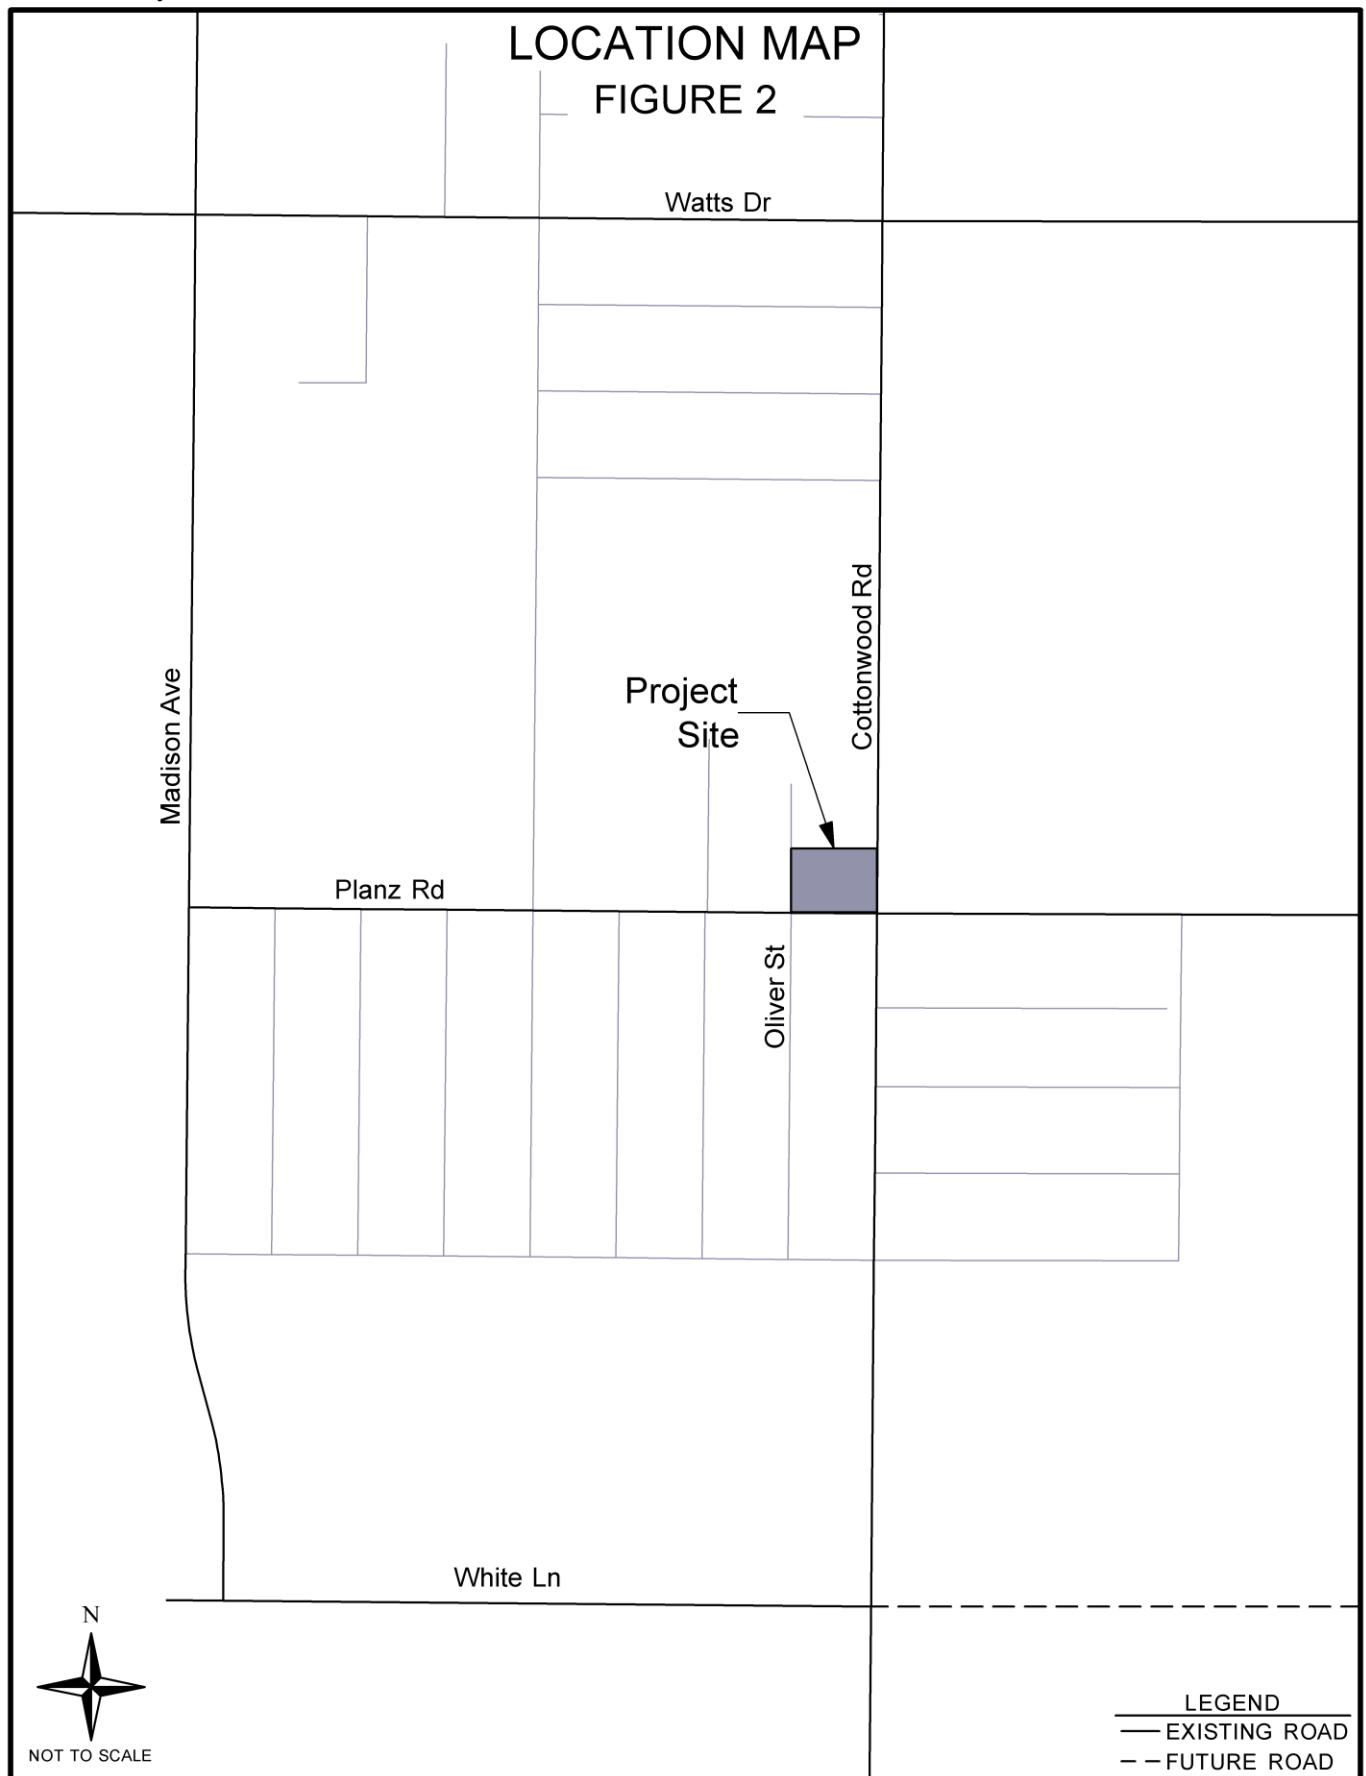 LOCATION MAP
FIGURE 2
Watts Dr
Cottonwood Rd
Madison Ave
Project
Site
Planz Rd
Oliver St
White Ln
N
NOT TO SCALE
LEGEND
EXISTING ROAD
FUTURE ROAD